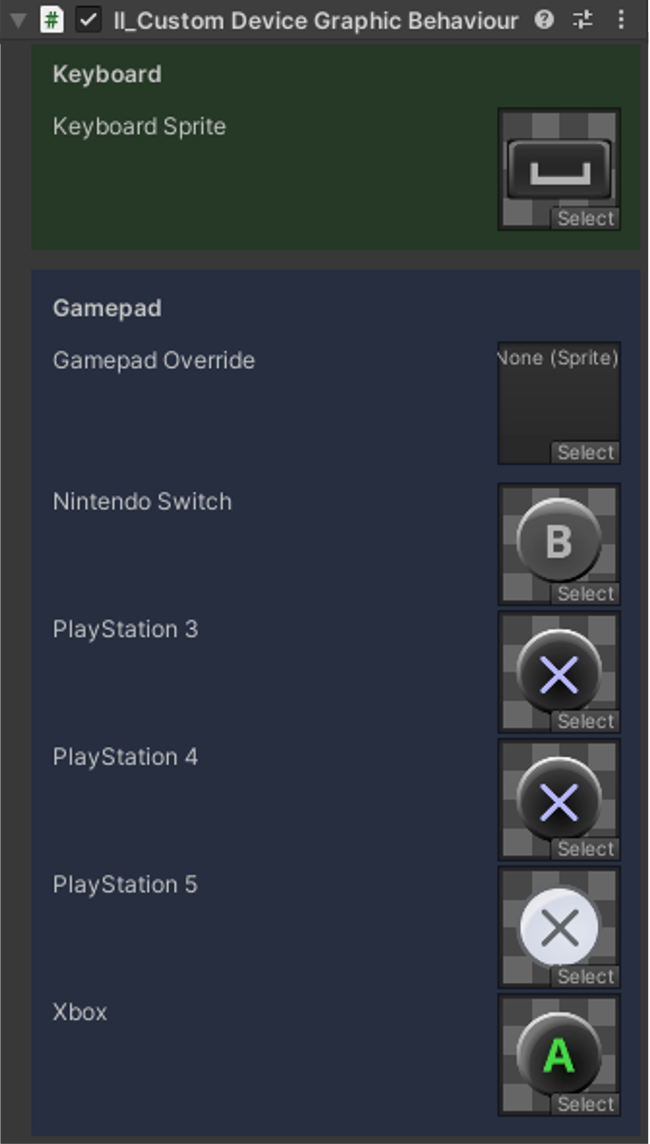 II_Custom Device Graphic Behaviour
Keyboard
Keyboard Sprite
Select
Gamepad
Gamepad Override
None (Sprite)
Select
Nintendo Switch
B
Select
PlayStation 3
Select
PlayStation 4
Select
PlayStation 5
Select
Xbox
A
Select